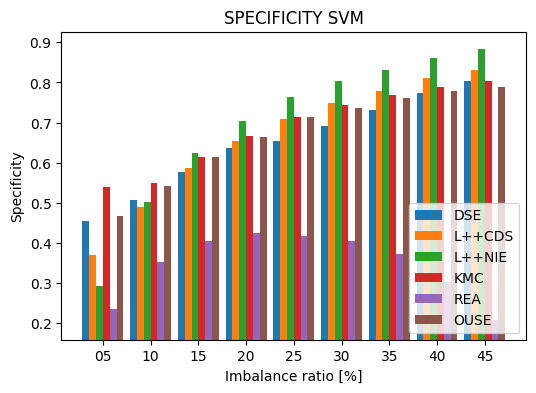 SPECIFICITY SVM
0.9
0.8
0.7
0.6
0.5
0.4
0.3
0.2
Specificity
DSE
L++CDS
L++NIE
KMC
REA
OUSE
05 10 15 20 25 30 35 40 45
Imbalance ratio [%]